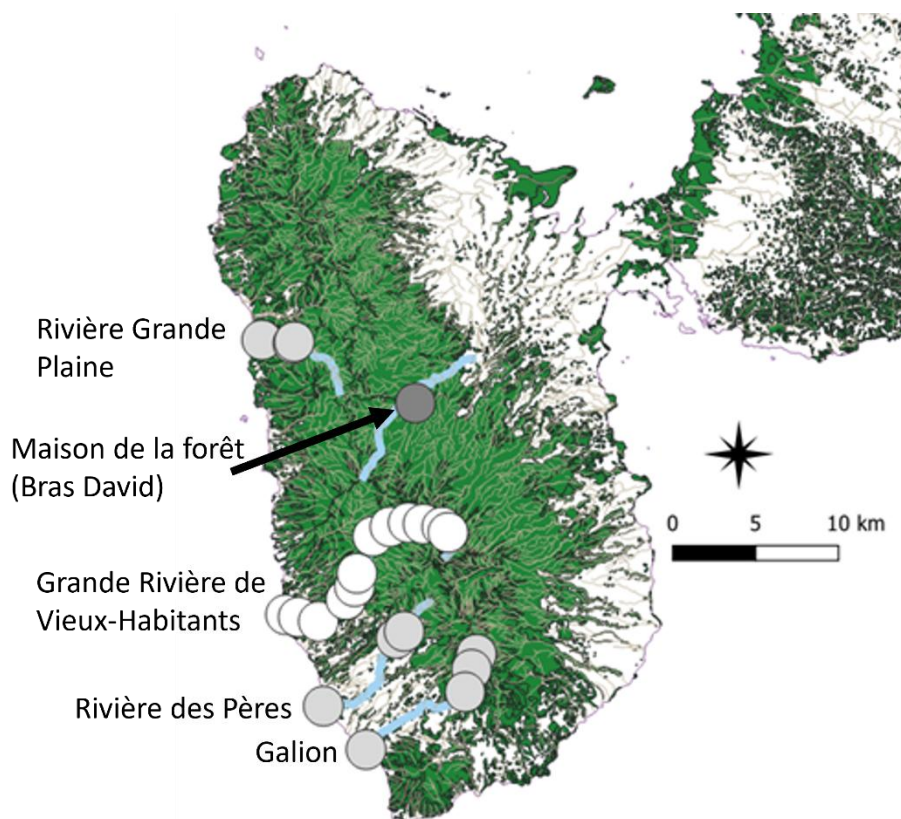 Rivière Grande
Plaine
Maison de la forêt
(Bras David)
0 5 10 km
Grande Rivière de
Vieux-Habitants
Rivière des Pères
Galion